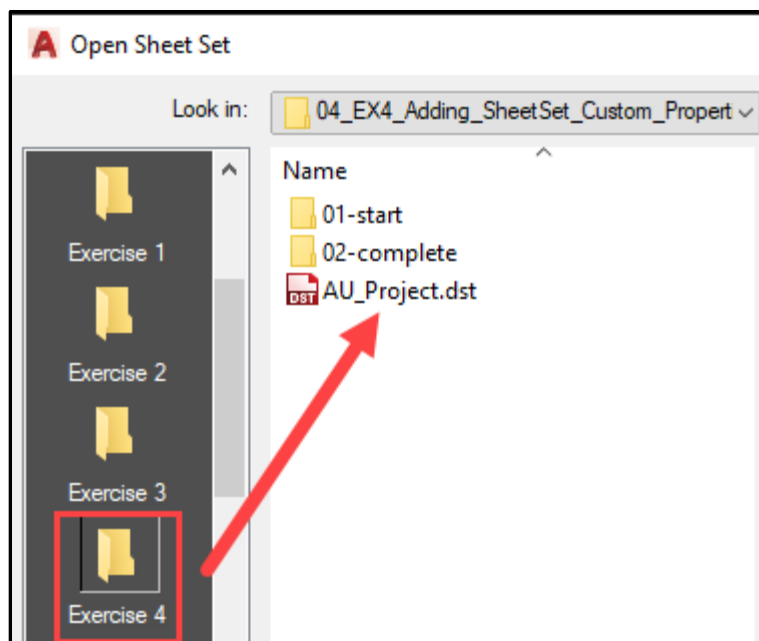 Open Sheet Set
Look in:
04_EX4_Adding_SheetSet_Custom_Propert
Exercise 1
Exercise 2
Exercise 3
Exercise 4
Name
01-start
02-complete
DST
AU_Project.dst